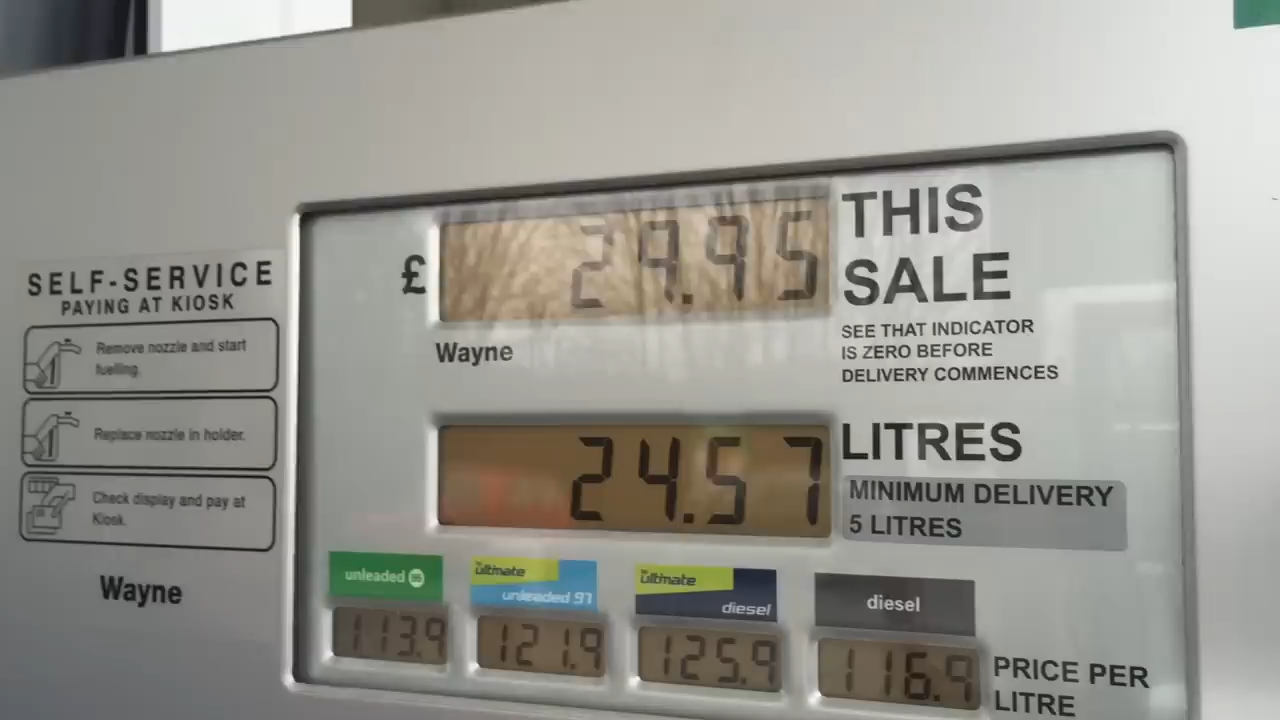 SELF-SERVICE
PAYING AT KIOSK
Remove nozzle and start
fuelling.
Replace nozzle in holder.
Check display and pay at
Kiosk.
Wayne
£ 29.95
THIS
SALE
SEE THAT INDICATOR
IS ZERO BEFORE
DELIVERY COMMENCES
Wayne
24.57
LITRES
MINIMUM DELIVERY
5 LITRES
unleaded 95
ultimate
unleaded 97
ultimate
diesel
diesel
113.9
121.9
125.9
116.9
PRICE PER
LITRE